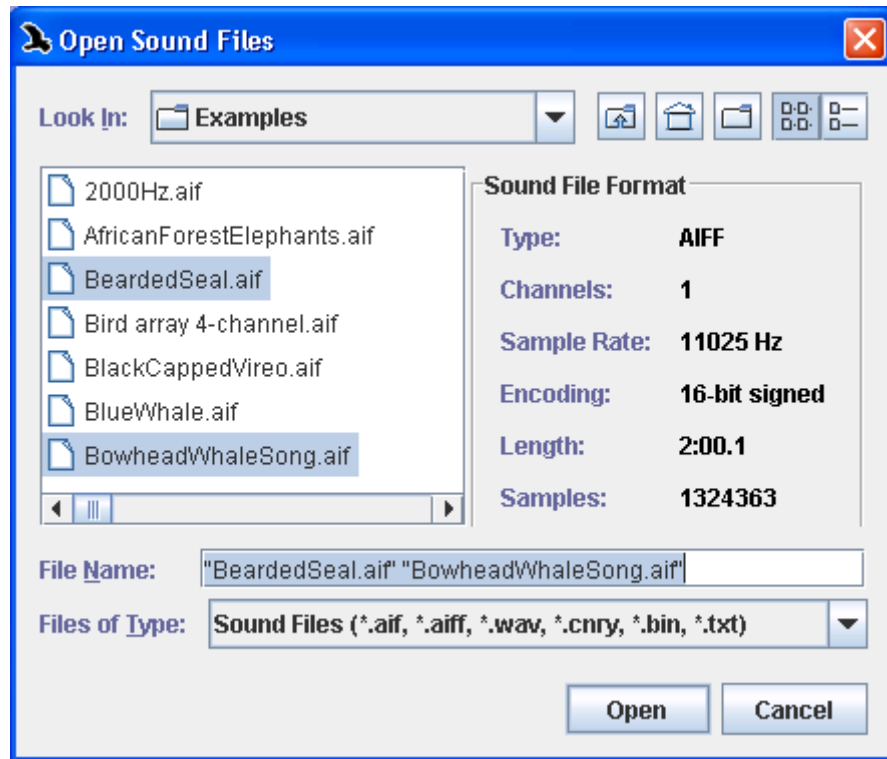 Open Sound Files
Look In: Examples
2000Hz.aif
AfricanForestElephants.aif
BeardedSeal.aif
Bird array 4-channel.aif
BlackCappedVireo.aif
BlueWhale.aif
BowheadWhaleSong.aif
Sound File Format
Type: AIFF
Channels: 1
Sample Rate: 11025 Hz
Encoding: 16-bit signed
Length: 2:00.1
Samples: 1324363
File Name: "BeardedSeal.aif" "BowheadWhaleSong.aif"
Files of Type: Sound Files (*.aif, *.aiff, *.wav, *.cnry, *.bin, *.txt)
Open Cancel